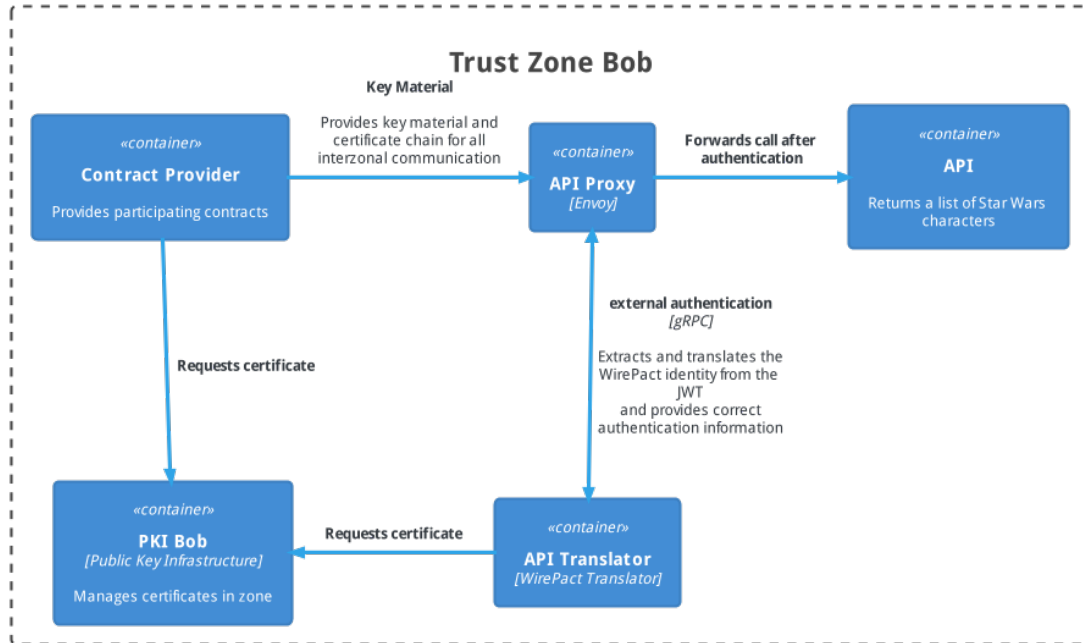 Trust Zone Bob
Key Material
Provides key material and
certificate chain for all
interzonal communication
«container»
Contract Provider
Provides participating contracts
«container»
API Proxy
[Envoy]
Forwards call after
authentication
«container»
API
Returns a list of Star Wars
characters
external authentication
[gRPC]
Extracts and translates the
WirePact identity from the
JWT
and provides correct
authentication information
Requests certificate
«container»
PKI Bob
[Public Key Infrastructure]
Manages certificates in zone
Requests certificate
«container»
API Translator
[WirePact Translator]